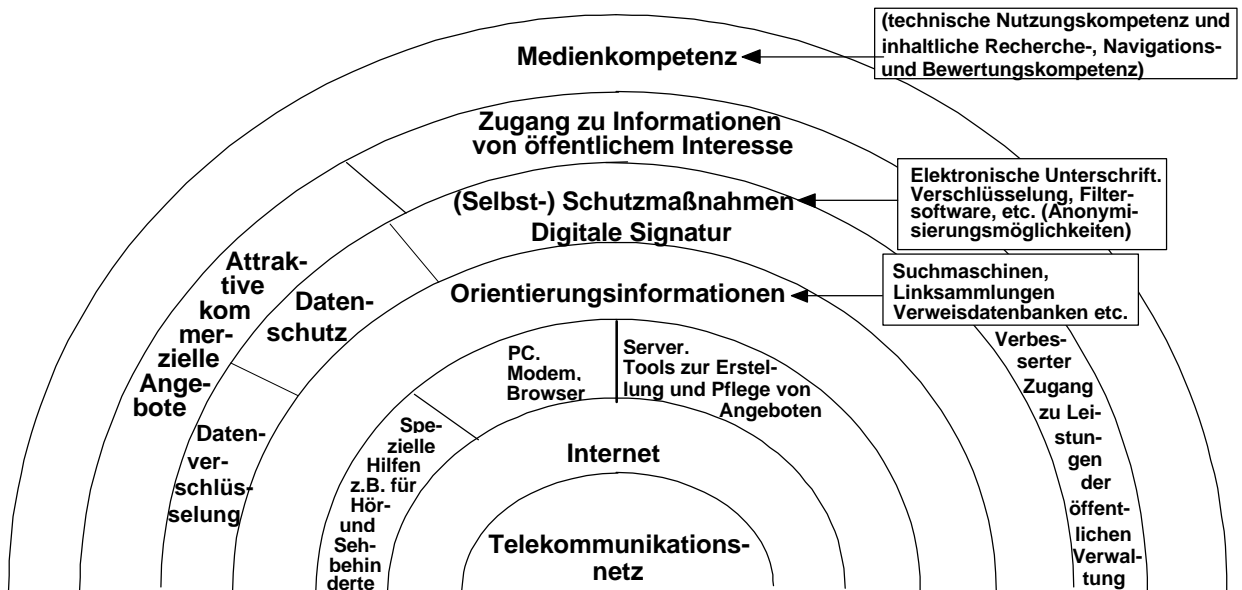 (technische Nutzungskompetenz und
inhaltliche Recherche-, Navigations-
und Bewertungskompetenz)
Medienkompetenz
Zugang zu Informationen
von öffentlichem Interesse
Elektronische Unterschrift.
Verschlüsselung, Filter-
software, etc. (Anonymi-
sierungsmöglichkeiten)
(Selbst-) Schutzmaßnahmen
Digitale Signatur
Suchmaschinen,
Linksammlungen
Verweisdatenbanken etc.
Orientierungsinformationen
Attrak-
tive
kom
mer-
zielle
Ange-
bote
Daten-
schutz
Daten-
ver-
schlüs-
selung
PC.
Modem,
Browser
Server.
Tools zur Erstel-
lung und Pflege von
Angeboten
Spe-
zielle
Hilfen
z.B. für
Hör-
und
Seh-
behin
derte
Verbes-
serter
Zugang
zu Lei-
stun-
gen
der
öffent-
lichen
Verwal-
tung
Internet
Telekommunikations-
netz